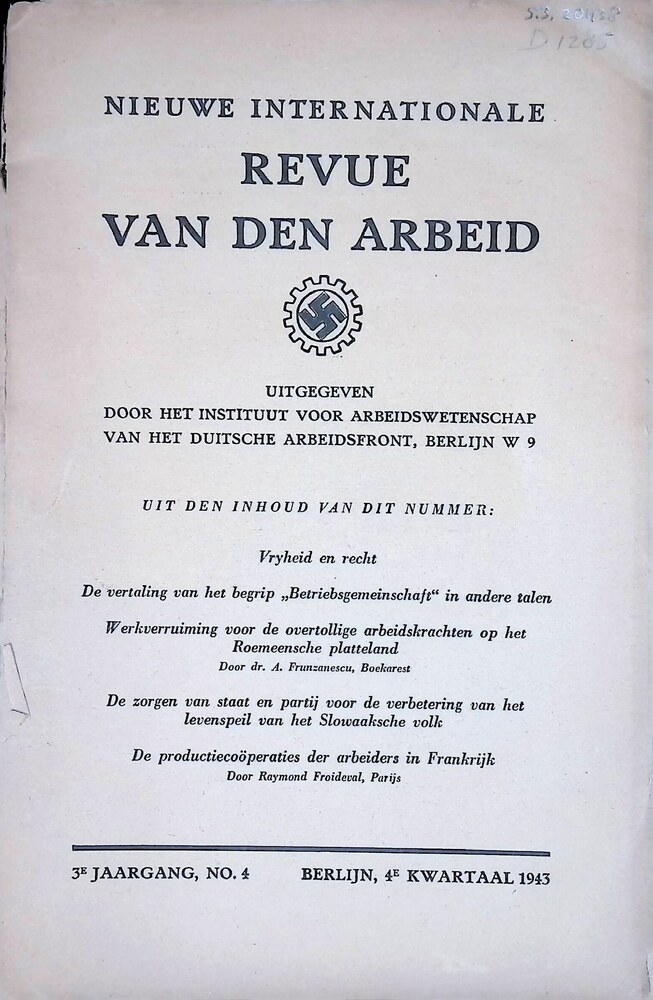 S.S. 20458
D 1205
NIEUWE INTERNATIONALE
REVUE
VAN DEN ARBEID
UITGEGEVEN
DOOR HET INSTITUUT VOOR ARBEIDSWETENSCHAP
VAN HET DUITSCHE ARBEIDSFRONT, BERLIJN W 9
UIT DEN INHOUD VAN DIT NUMMER:
Vryheid en recht
De vertaling van het begrip „Betriebsgemeinschaft“ in andere talen
Werkverruiming voor de overtollige arbeidskrachten op het
Roemeensche platteland
Door dr. A. Frunzanescu, Boekarest
De zorgen van staat en partij voor de verbetering van het
levenspeil van het Slowaaksche volk
De productiecoöperaties der arbeiders in Frankrijk
Door Raymond Froideval, Parijs
3E JAARGANG, NO. 4 BERLIJN, 4E KWARTAAL 1943